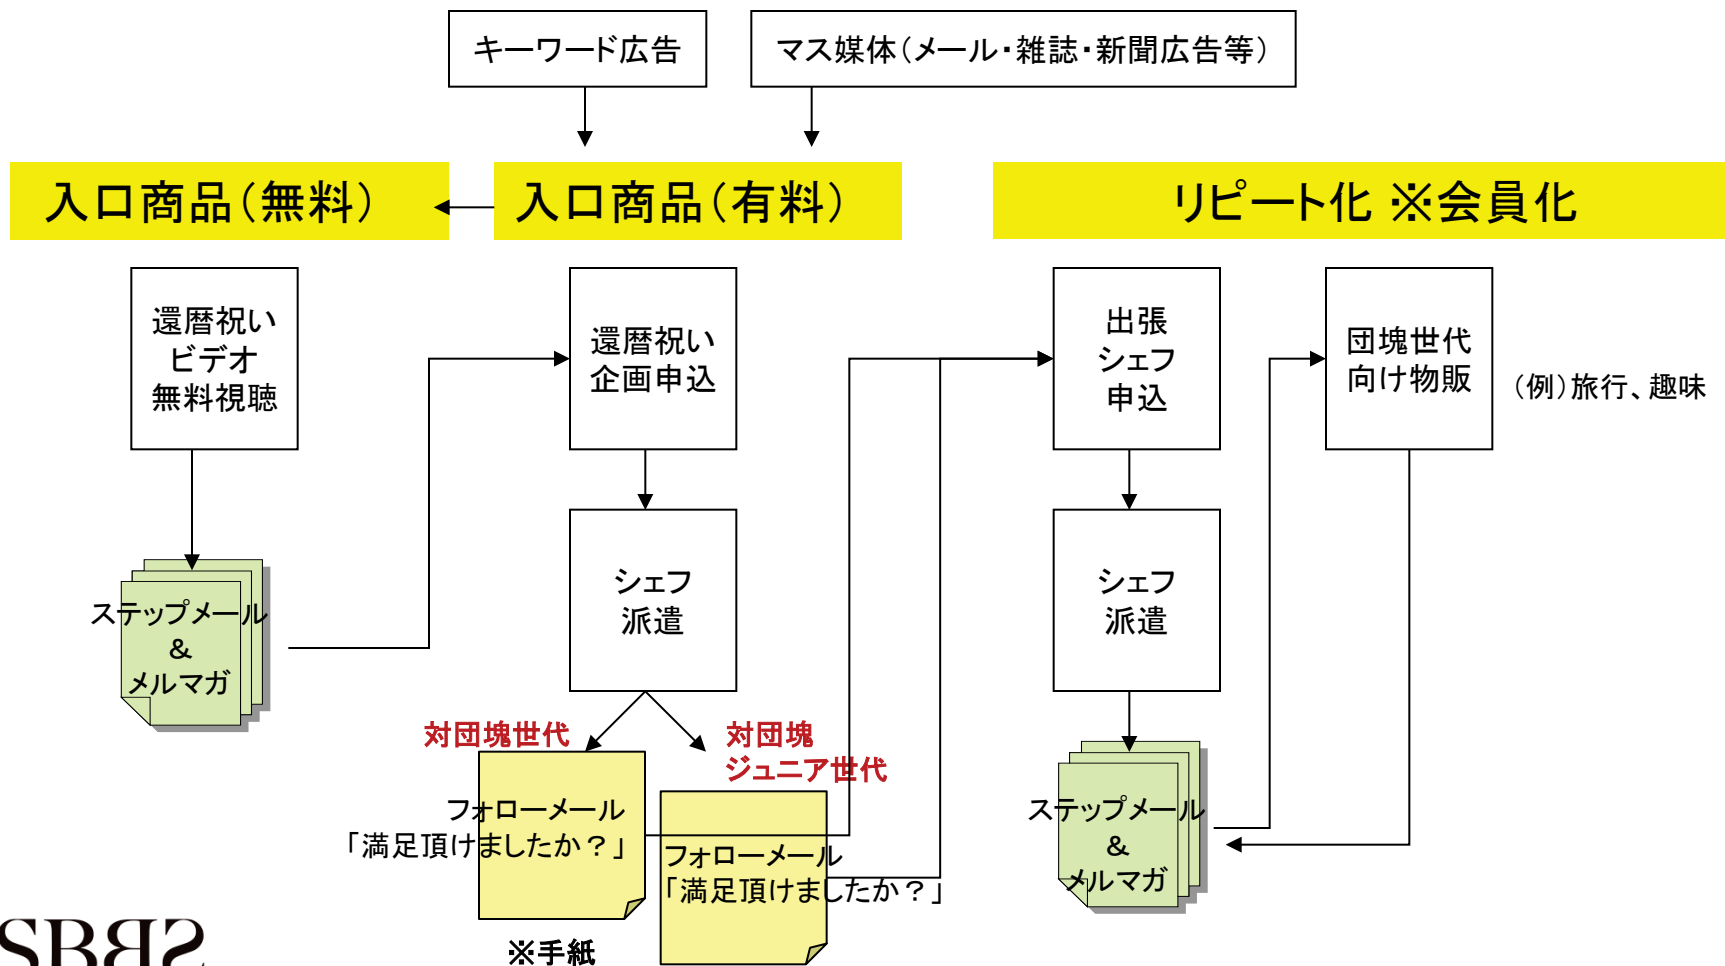 キーワード広告
マス媒体（メール・雑誌・新聞広告等）
入口商品（無料）
入口商品（有料）
リピート化 ※会員化
還暦祝い
ビデオ
無料視聴
還暦祝い
企画申込
出張
シェフ
申込
団塊世代
向け物販
（例）旅行、趣味
シェフ
派遣
シェフ
派遣
ステップメール
＆
メルマガ
対団塊世代
対団塊
ジュニア世代
フォローメール
「満足頂けましたか？」
フォローメール
「満足頂けましたか？」
ステップメール
＆
メルマガ
※手紙